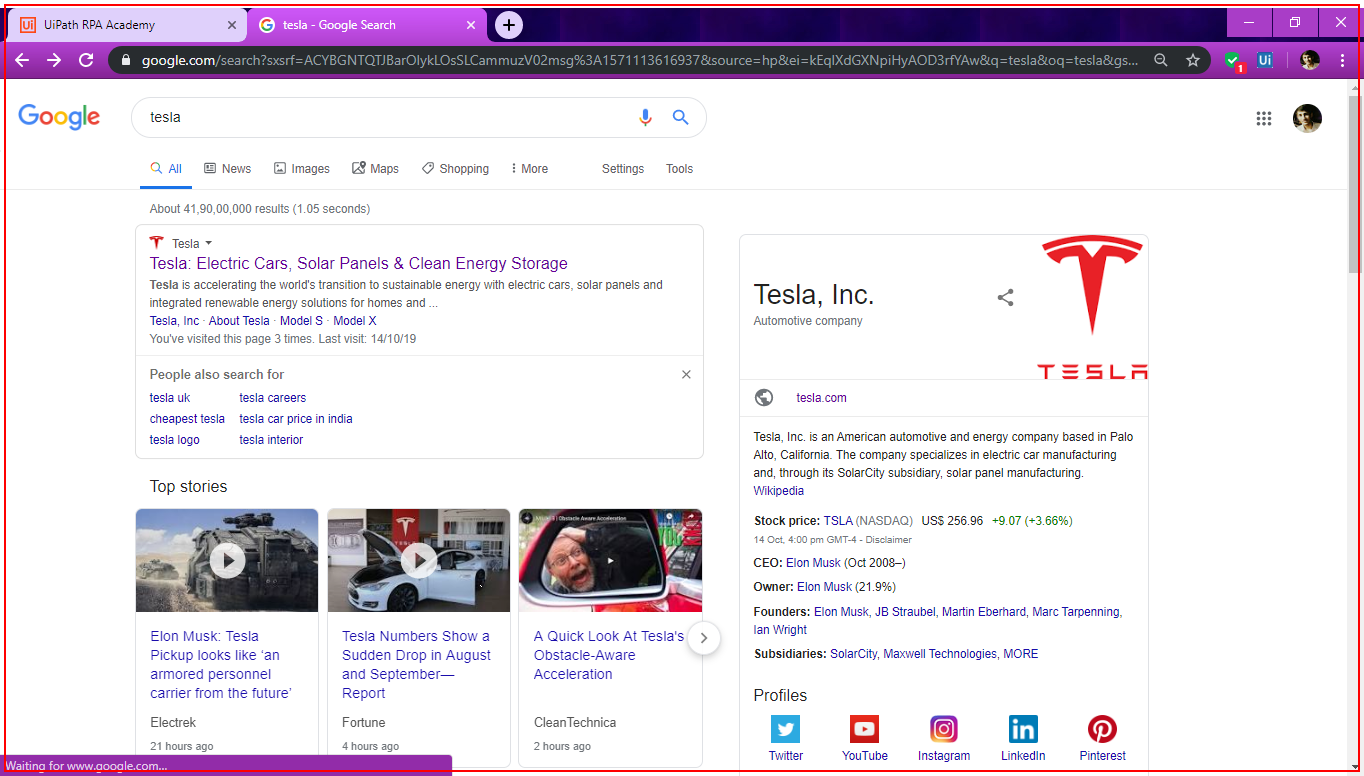 UiPath RPA Academy
tesla - Google Search
google.com/search?sxsrf=ACYBGNTQTJBarOlykLOsSLCammuzV02msg%3A1571113616937&source=hp&ei=kEqlXdGXNpiHyAOD3rfYAw&q=tesla&oq=tesla&gs...
1
Ui
Google
tesla
All
News
Images
Maps
Shopping
More
Settings
Tools
About 41,90,00,000 results (1.05 seconds)
Tesla
Tesla: Electric Cars, Solar Panels & Clean Energy Storage
Tesla is accelerating the world's transition to sustainable energy with electric cars, solar panels and
integrated renewable energy solutions for homes and ...
Tesla, Inc · About Tesla · Model S · Model X
You've visited this page 3 times. Last visit: 14/10/19
People also search for
tesla uk
tesla careers
cheapest tesla
tesla car price in india
tesla logo
tesla interior
Top stories
Elon Musk: Tesla
Pickup looks like ‘an
armored personnel
carrier from the future’
Electrek
21 hours ago
Tesla Numbers Show a
Sudden Drop in August
and September—
Report
Fortune
4 hours ago
Obstacle Aware Acceleration
A Quick Look At Tesla's
Obstacle-Aware
Acceleration
CleanTechnica
2 hours ago
Tesla, Inc.
Automotive company
TESLA
tesla.com
Tesla, Inc. is an American automotive and energy company based in Palo
Alto, California. The company specializes in electric car manufacturing
and, through its SolarCity subsidiary, solar panel manufacturing.
Wikipedia
Stock price: TSLA (NASDAQ) US$ 256.96 +9.07 (+3.66%)
14 Oct, 4:00 pm GMT-4 - Disclaimer
CEO: Elon Musk (Oct 2008–)
Owner: Elon Musk (21.9%)
Founders: Elon Musk, JB Straubel, Martin Eberhard, Marc Tarpenning,
Ian Wright
Subsidiaries: SolarCity, Maxwell Technologies, MORE
Profiles
Twitter
YouTube
Instagram
LinkedIn
Pinterest
Waiting for www.google.com...